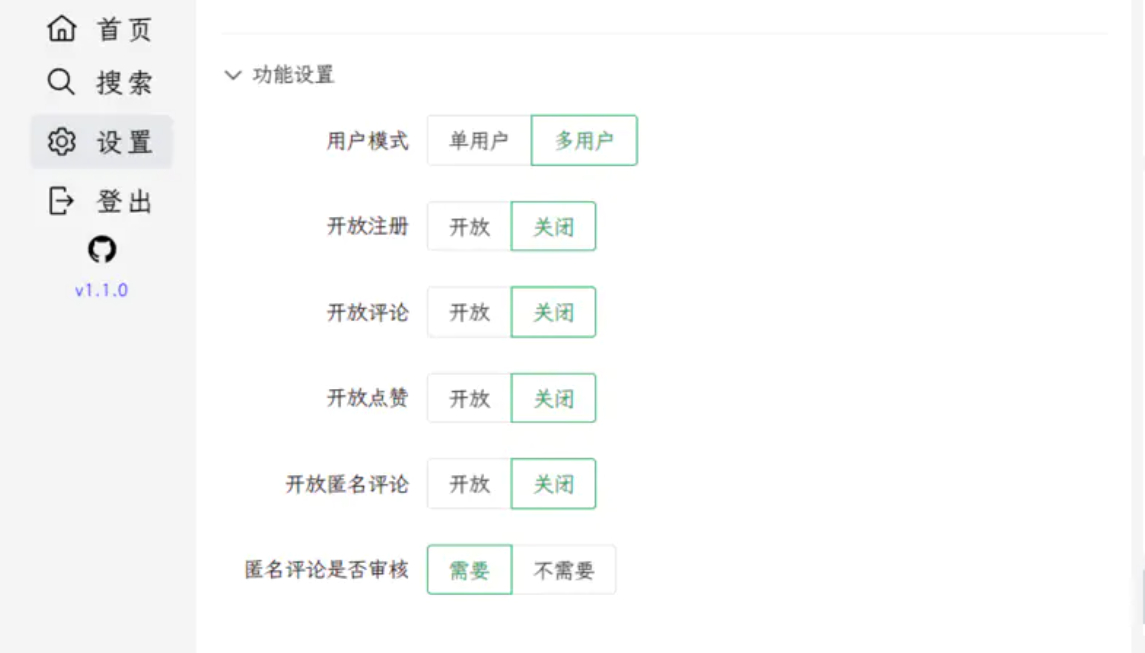 首页
搜索
设置
登出
v1.1.0
功能设置
用户模式 单用户 多用户
开放注册 开放 关闭
开放评论 开放 关闭
开放点赞 开放 关闭
开放匿名评论 开放 关闭
匿名评论是否审核 需要 不需要